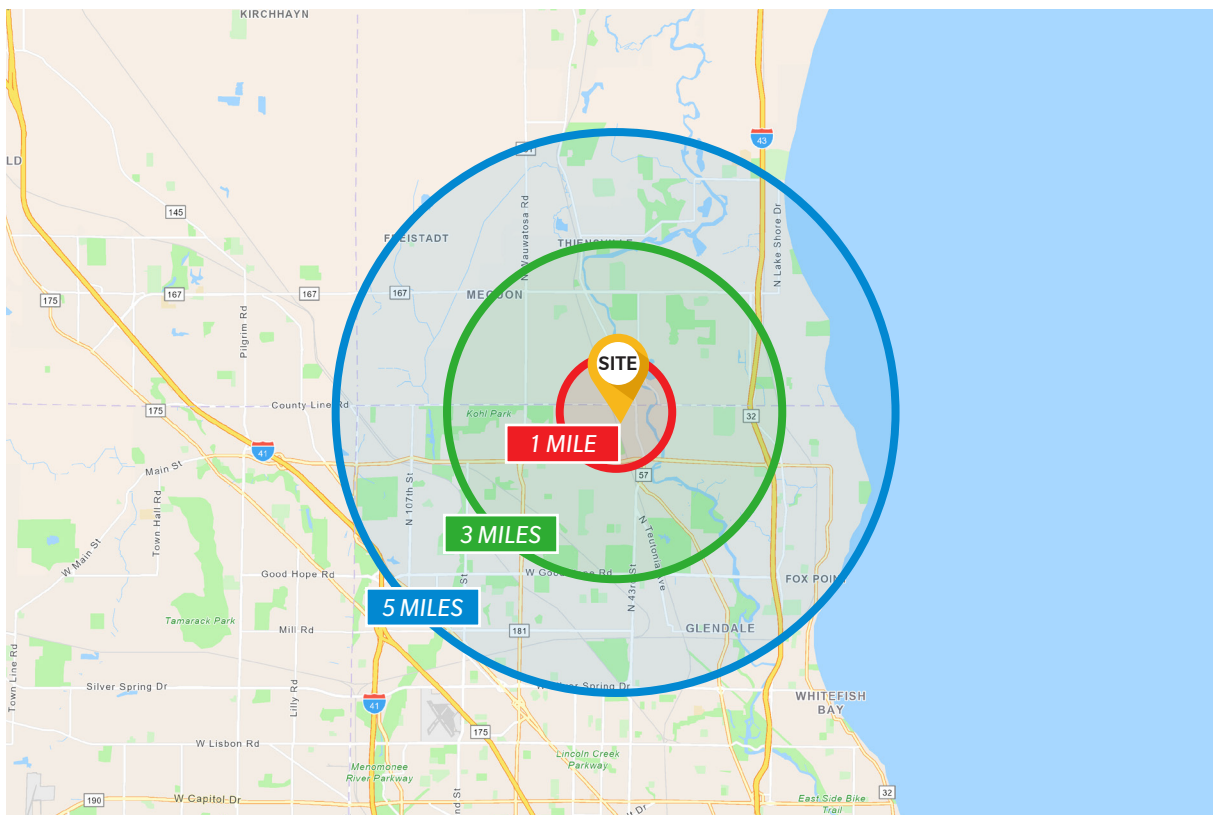 KIRCHHAYN
43
LD
145
FREISTADT
THIENSVILLE
N Wauwatosa Rd
N Lake Shore Dr
175
167
167
167
MEQUON
Pilgrim Rd
SITE
175
County Line Rd
Kohl Park
32
1 MILE
41
Main St
57
N 107th St
Town Hall Rd
3 MILES
N Teutonia Ave
W Main St
Good Hope Rd
St
W Good Hope Rd
N 43rd St
FOX POINT
5 MILES
Tamarack Park
Mill Rd
181
GLENDALE
Town Line Rd
Silver Spring Dr
Lilly Rd
41
WHITEFISH
BAY
175
W Lisbon Rd
Lincoln Creek
Parkway
Menomonee
River Parkway
190
W Capitol Dr
nd St
Dr
East Side Bike
Trail
32